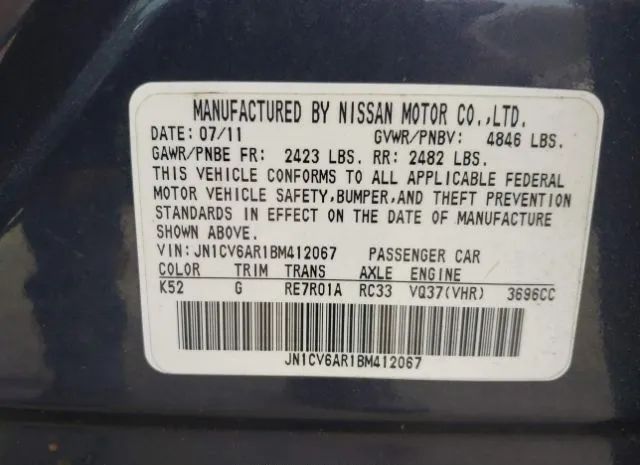 MANUFACTURED BY NISSAN MOTOR CO.,LTD.
DATE: 07/11 GVWR/PNBV: 4846 LBS.
GAWR/PNBE FR: 2423 LBS. RR: 2482 LBS.
THIS VEHICLE CONFORMS TO ALL APPLICABLE FEDERAL
MOTOR VEHICLE SAFETY,BUMPER,AND THEFT PREVENTION
STANDARDS IN EFFECT ON THE DATE OF MANUFACTURE
SHOWN ABOVE.
VIN: JN1CV6AR1BM412067 PASSENGER CAR
COLOR TRIM TRANS AXLE ENGINE
K52 G RE7R01A RC33 VQ37(VHR) 3696CC
JN1CV6AR1BM412067